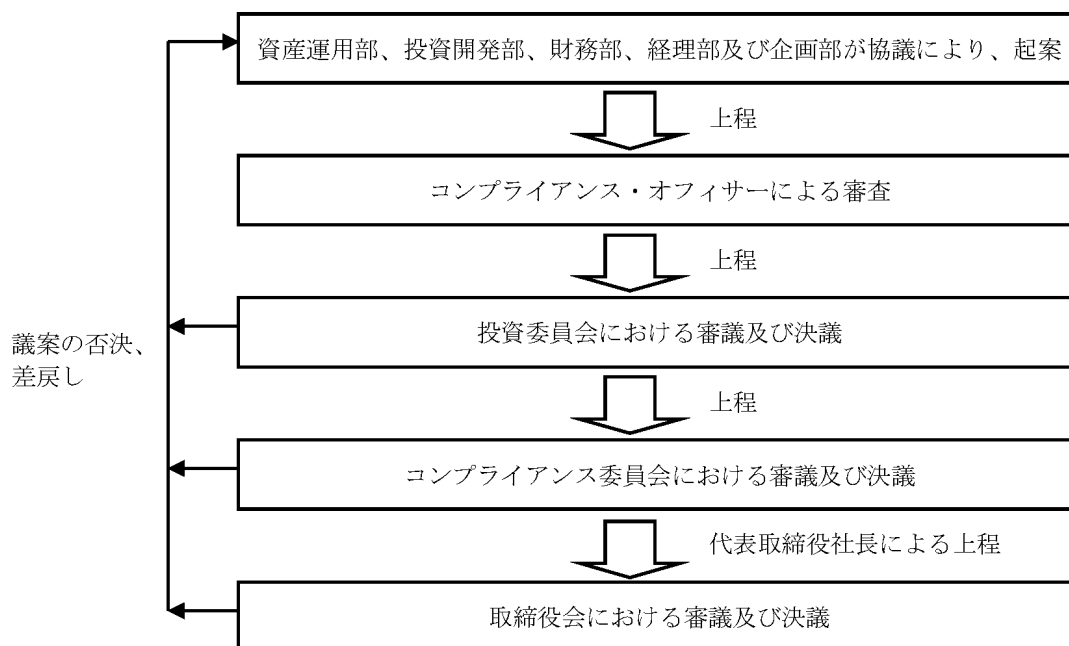 資産運用部、投資開発部、財務部、経理部及び企画部が協議により、起案
上程
コンプライアンス・オフィサーによる審査
上程
投資委員会における審議及び決議
議案の否決、
差戻し
上程
コンプライアンス委員会における審議及び決議
代表取締役社長による上程
取締役会における審議及び決議